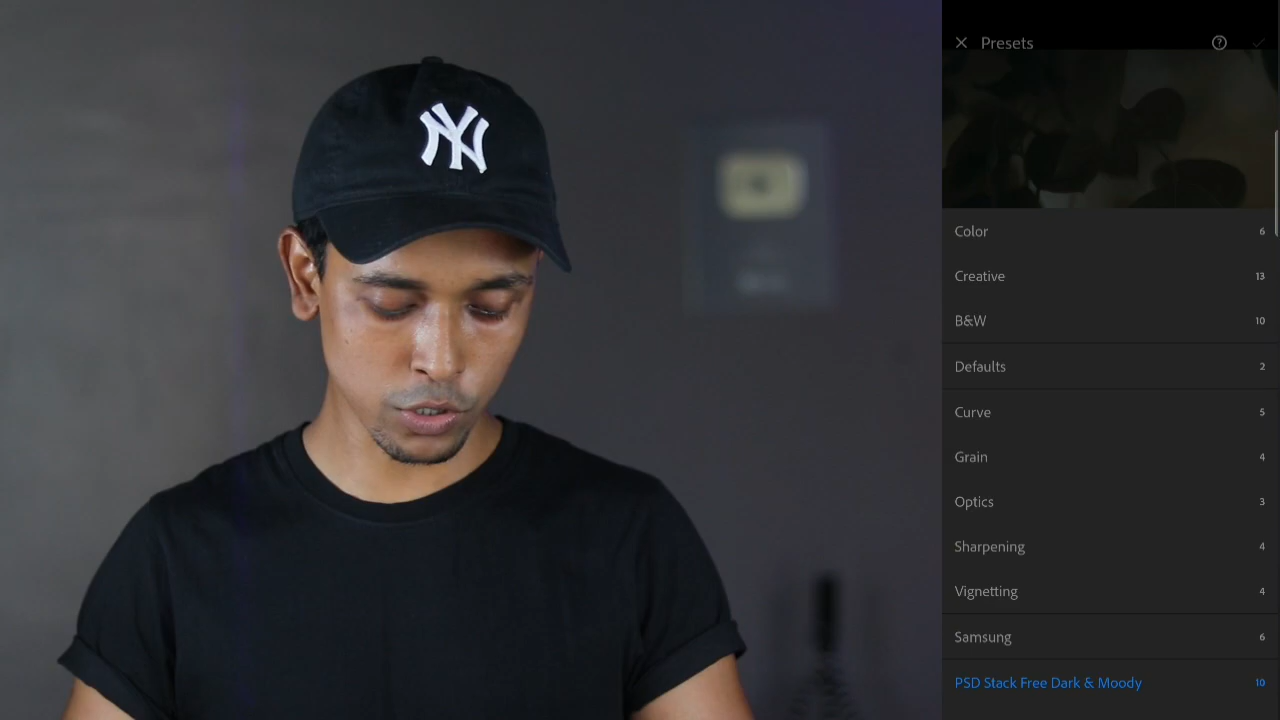 NY
Presets
Color 6
Creative 13
B&W 10
Defaults 2
Curve 5
Grain 4
Optics 3
Sharpening 4
Vignetting 4
Samsung 6
PSD Stack Free Dark & Moody 10